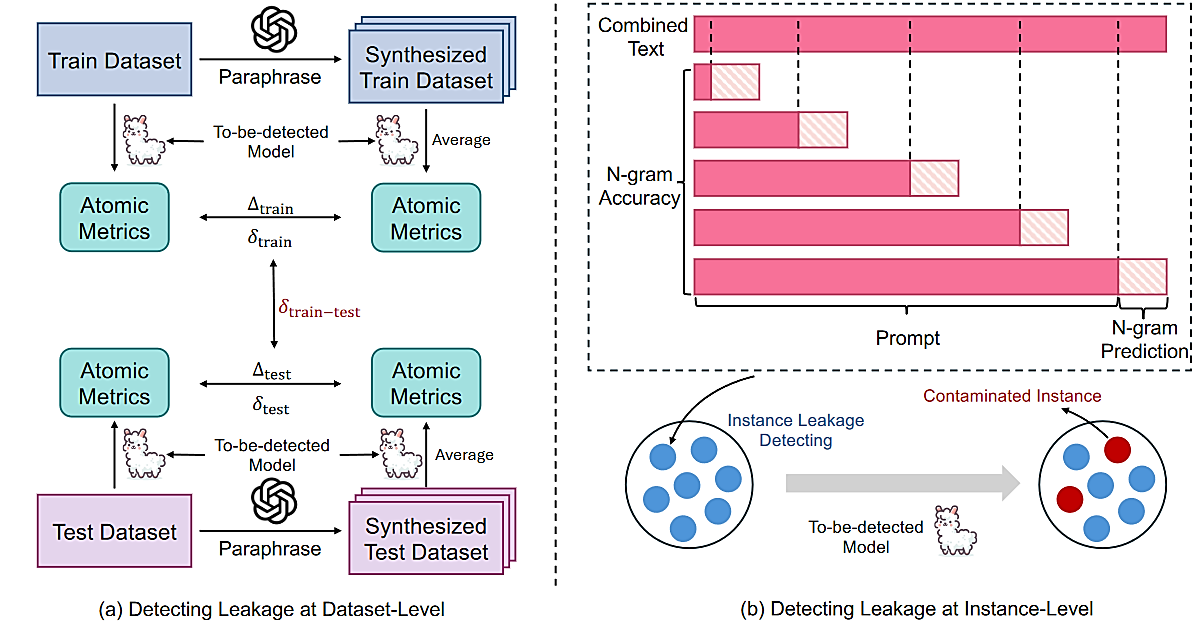 Train Dataset
Paraphrase
Synthesized
Train Dataset
To-be-detected
Model
Average
Atomic
Metrics
Δtrain
δtrain
Atomic
Metrics
δtrain−test
Atomic
Metrics
Δtest
δtest
Atomic
Metrics
To-be-detected
Model
Average
Test Dataset
Paraphrase
Synthesized
Test Dataset
(a) Detecting Leakage at Dataset-Level
Combined
Text
N-gram
Accuracy
Prompt
N-gram
Prediction
Instance Leakage
Detecting
Contaminated Instance
To-be-detected
Model
(b) Detecting Leakage at Instance-Level